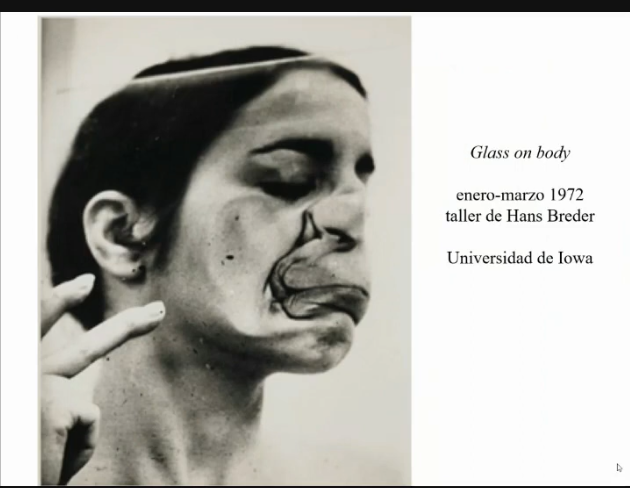 Glass on body
enero-marzo 1972
taller de Hans Breder
Universidad de Iowa